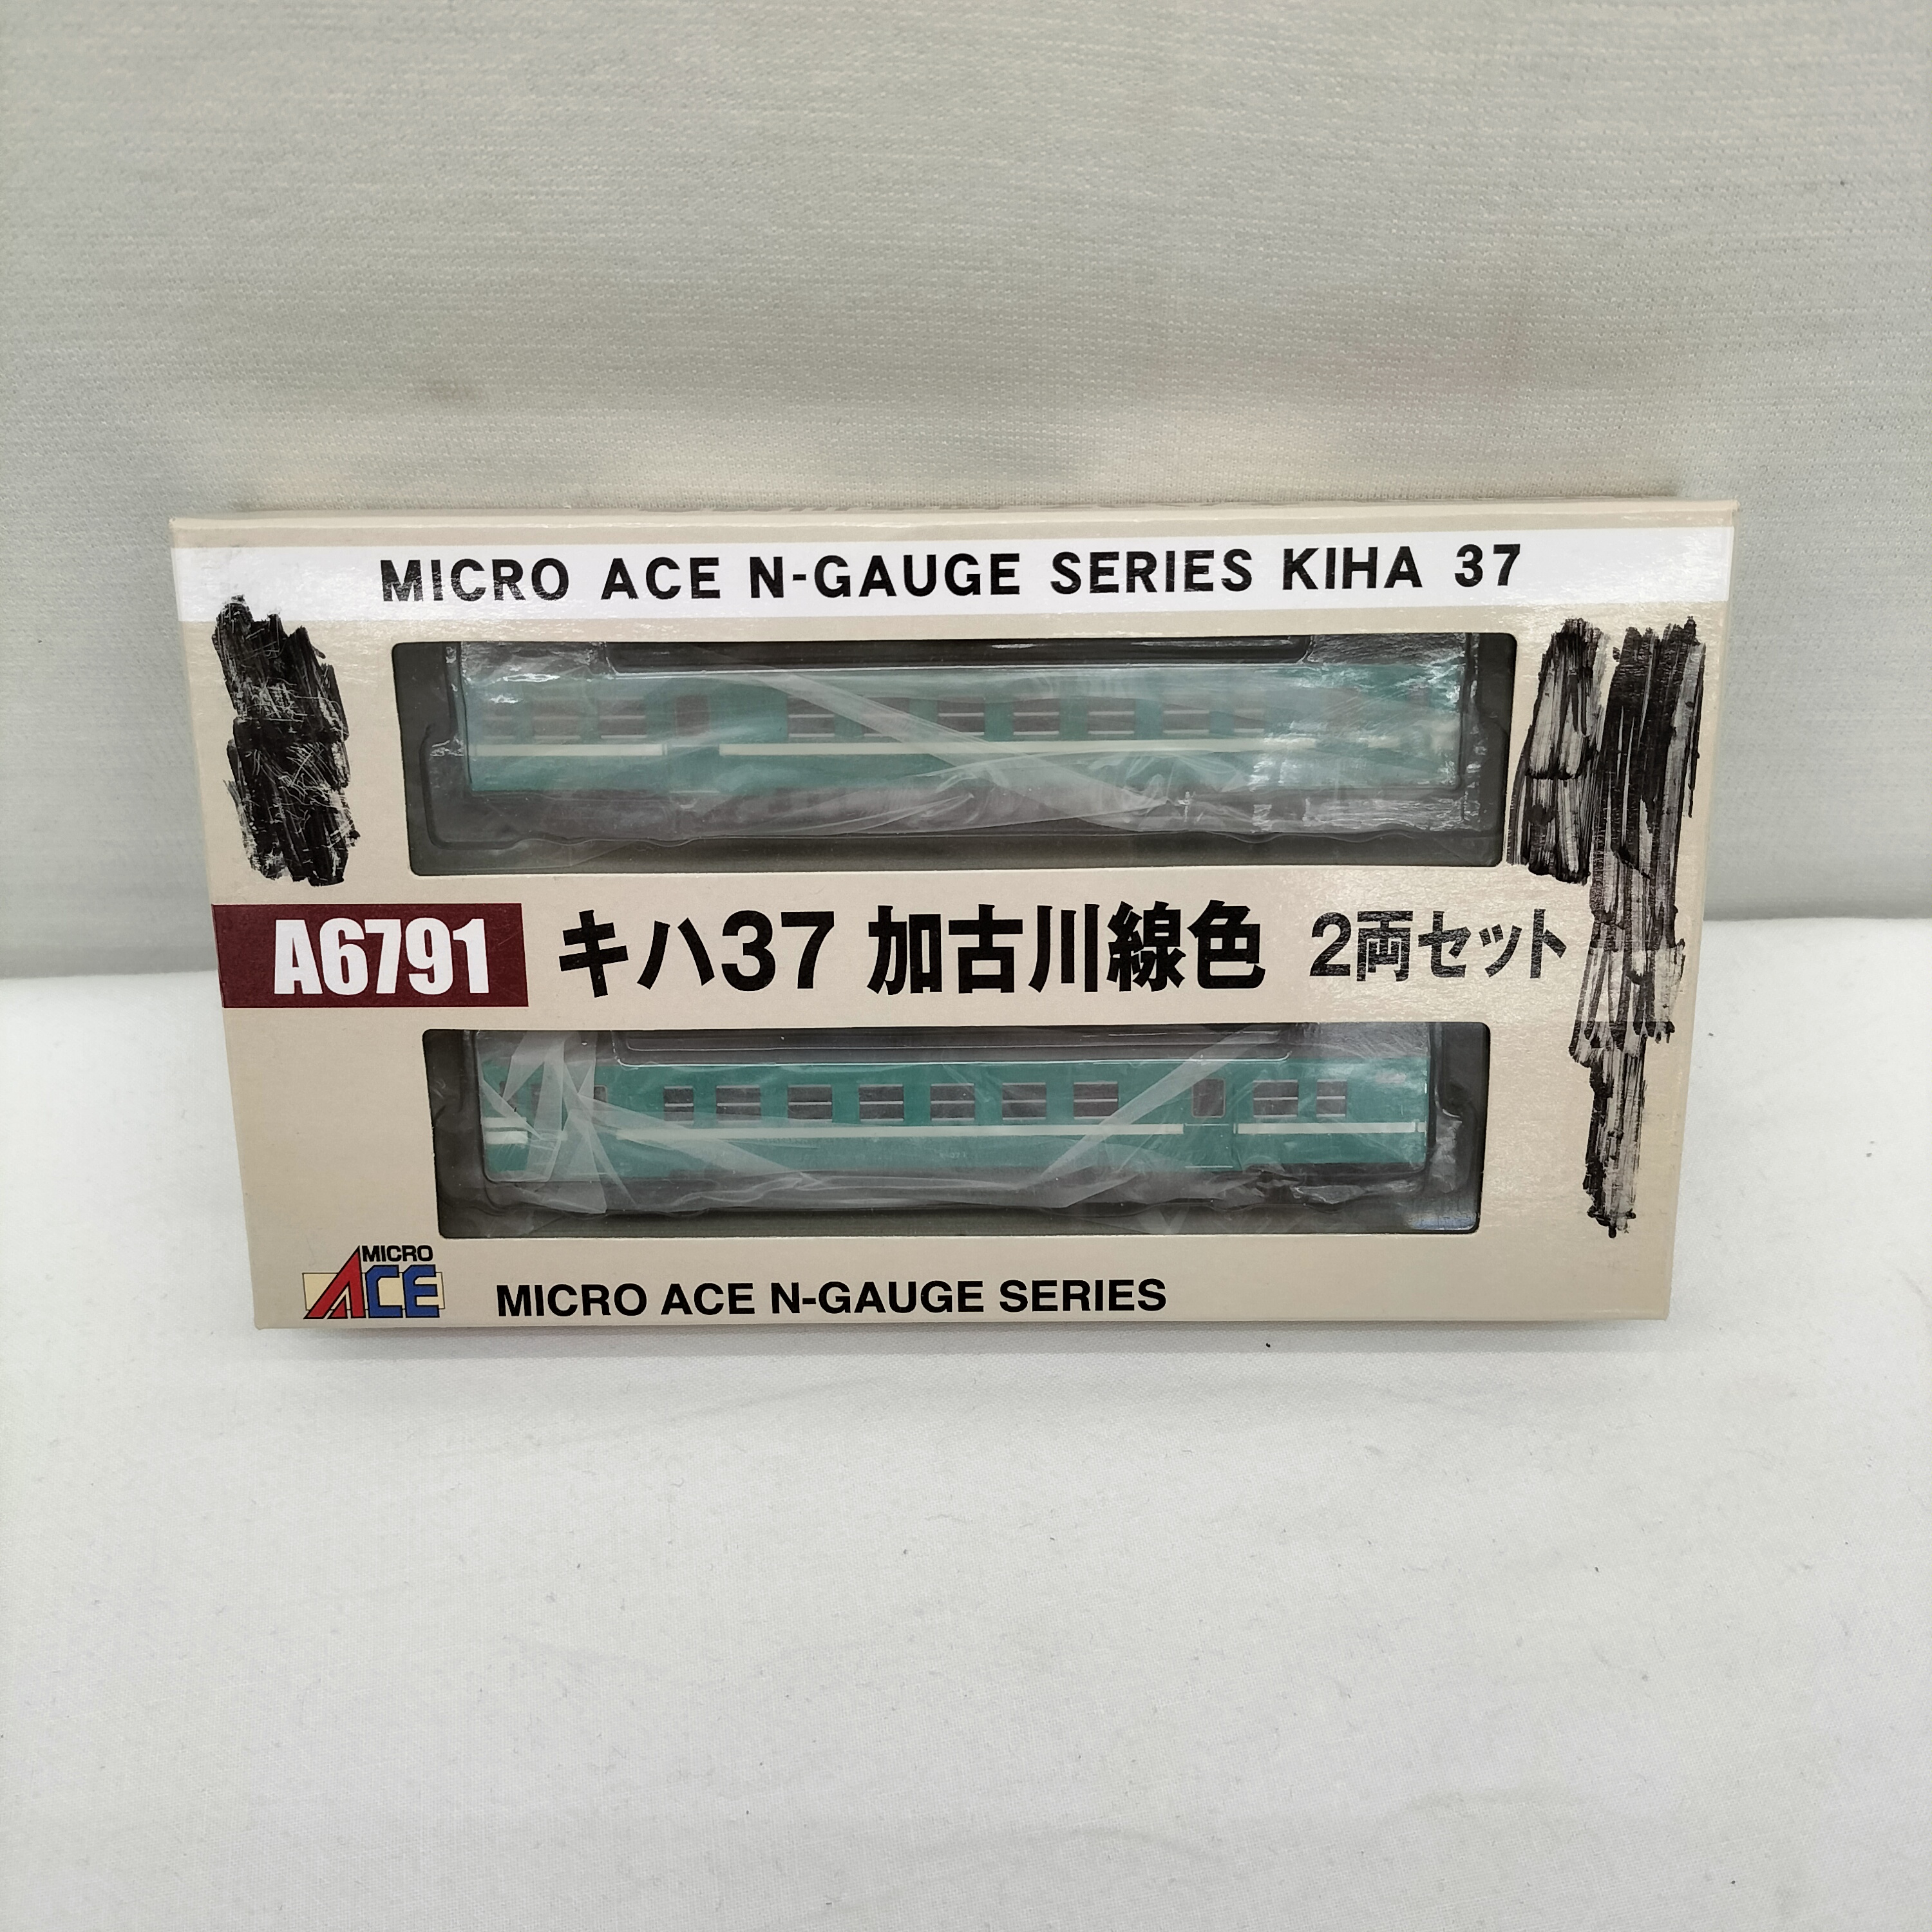 MICRO ACE N-GAUGE SERIES KIHA 37
A6791 キハ37 加古川線色 2両セット
MICRO ACE
MICRO ACE N-GAUGE SERIES